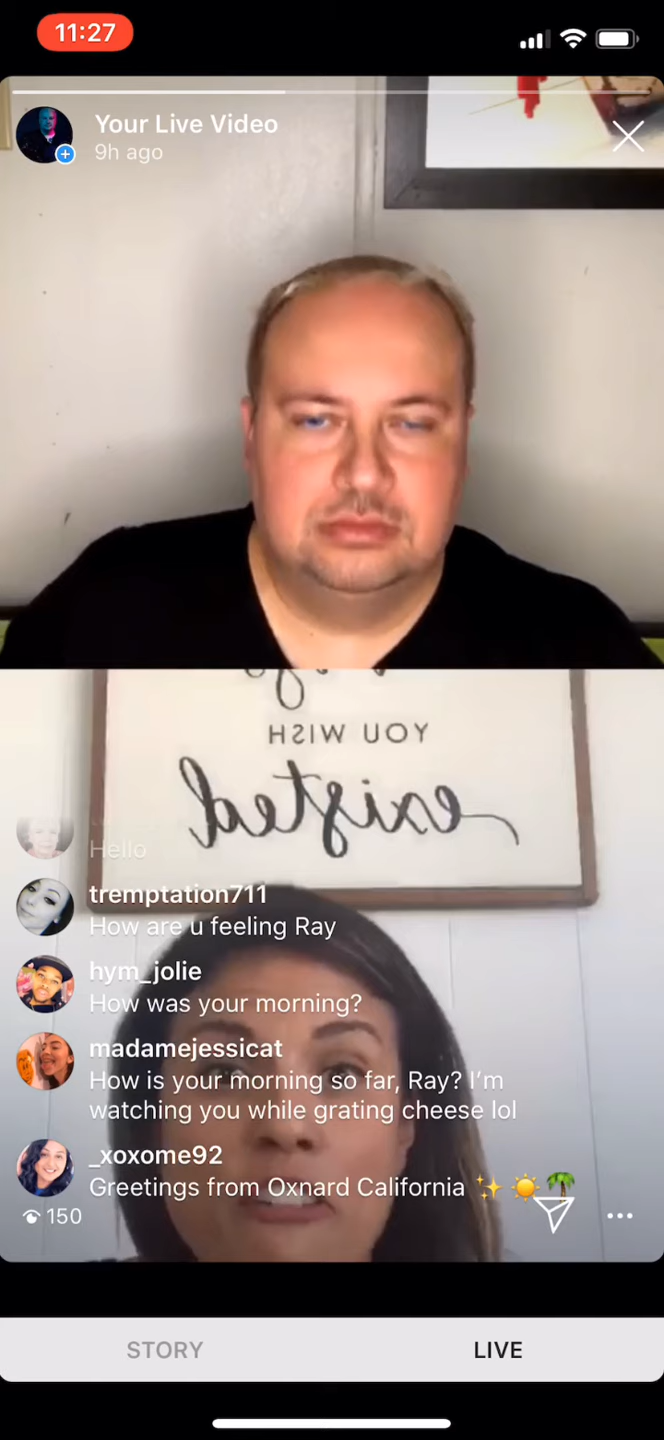 11:27
Your Live Video
9h ago
YOU WISH
existed
Hello
tremptation711
How are u feeling Ray
hym_jolie
How was your morning?
madamejessicat
How is your morning so far, Ray? I’m
watching you while grating cheese lol
_xoxome92
Greetings from Oxnard California ✨☀️🌴
150
STORY
LIVE